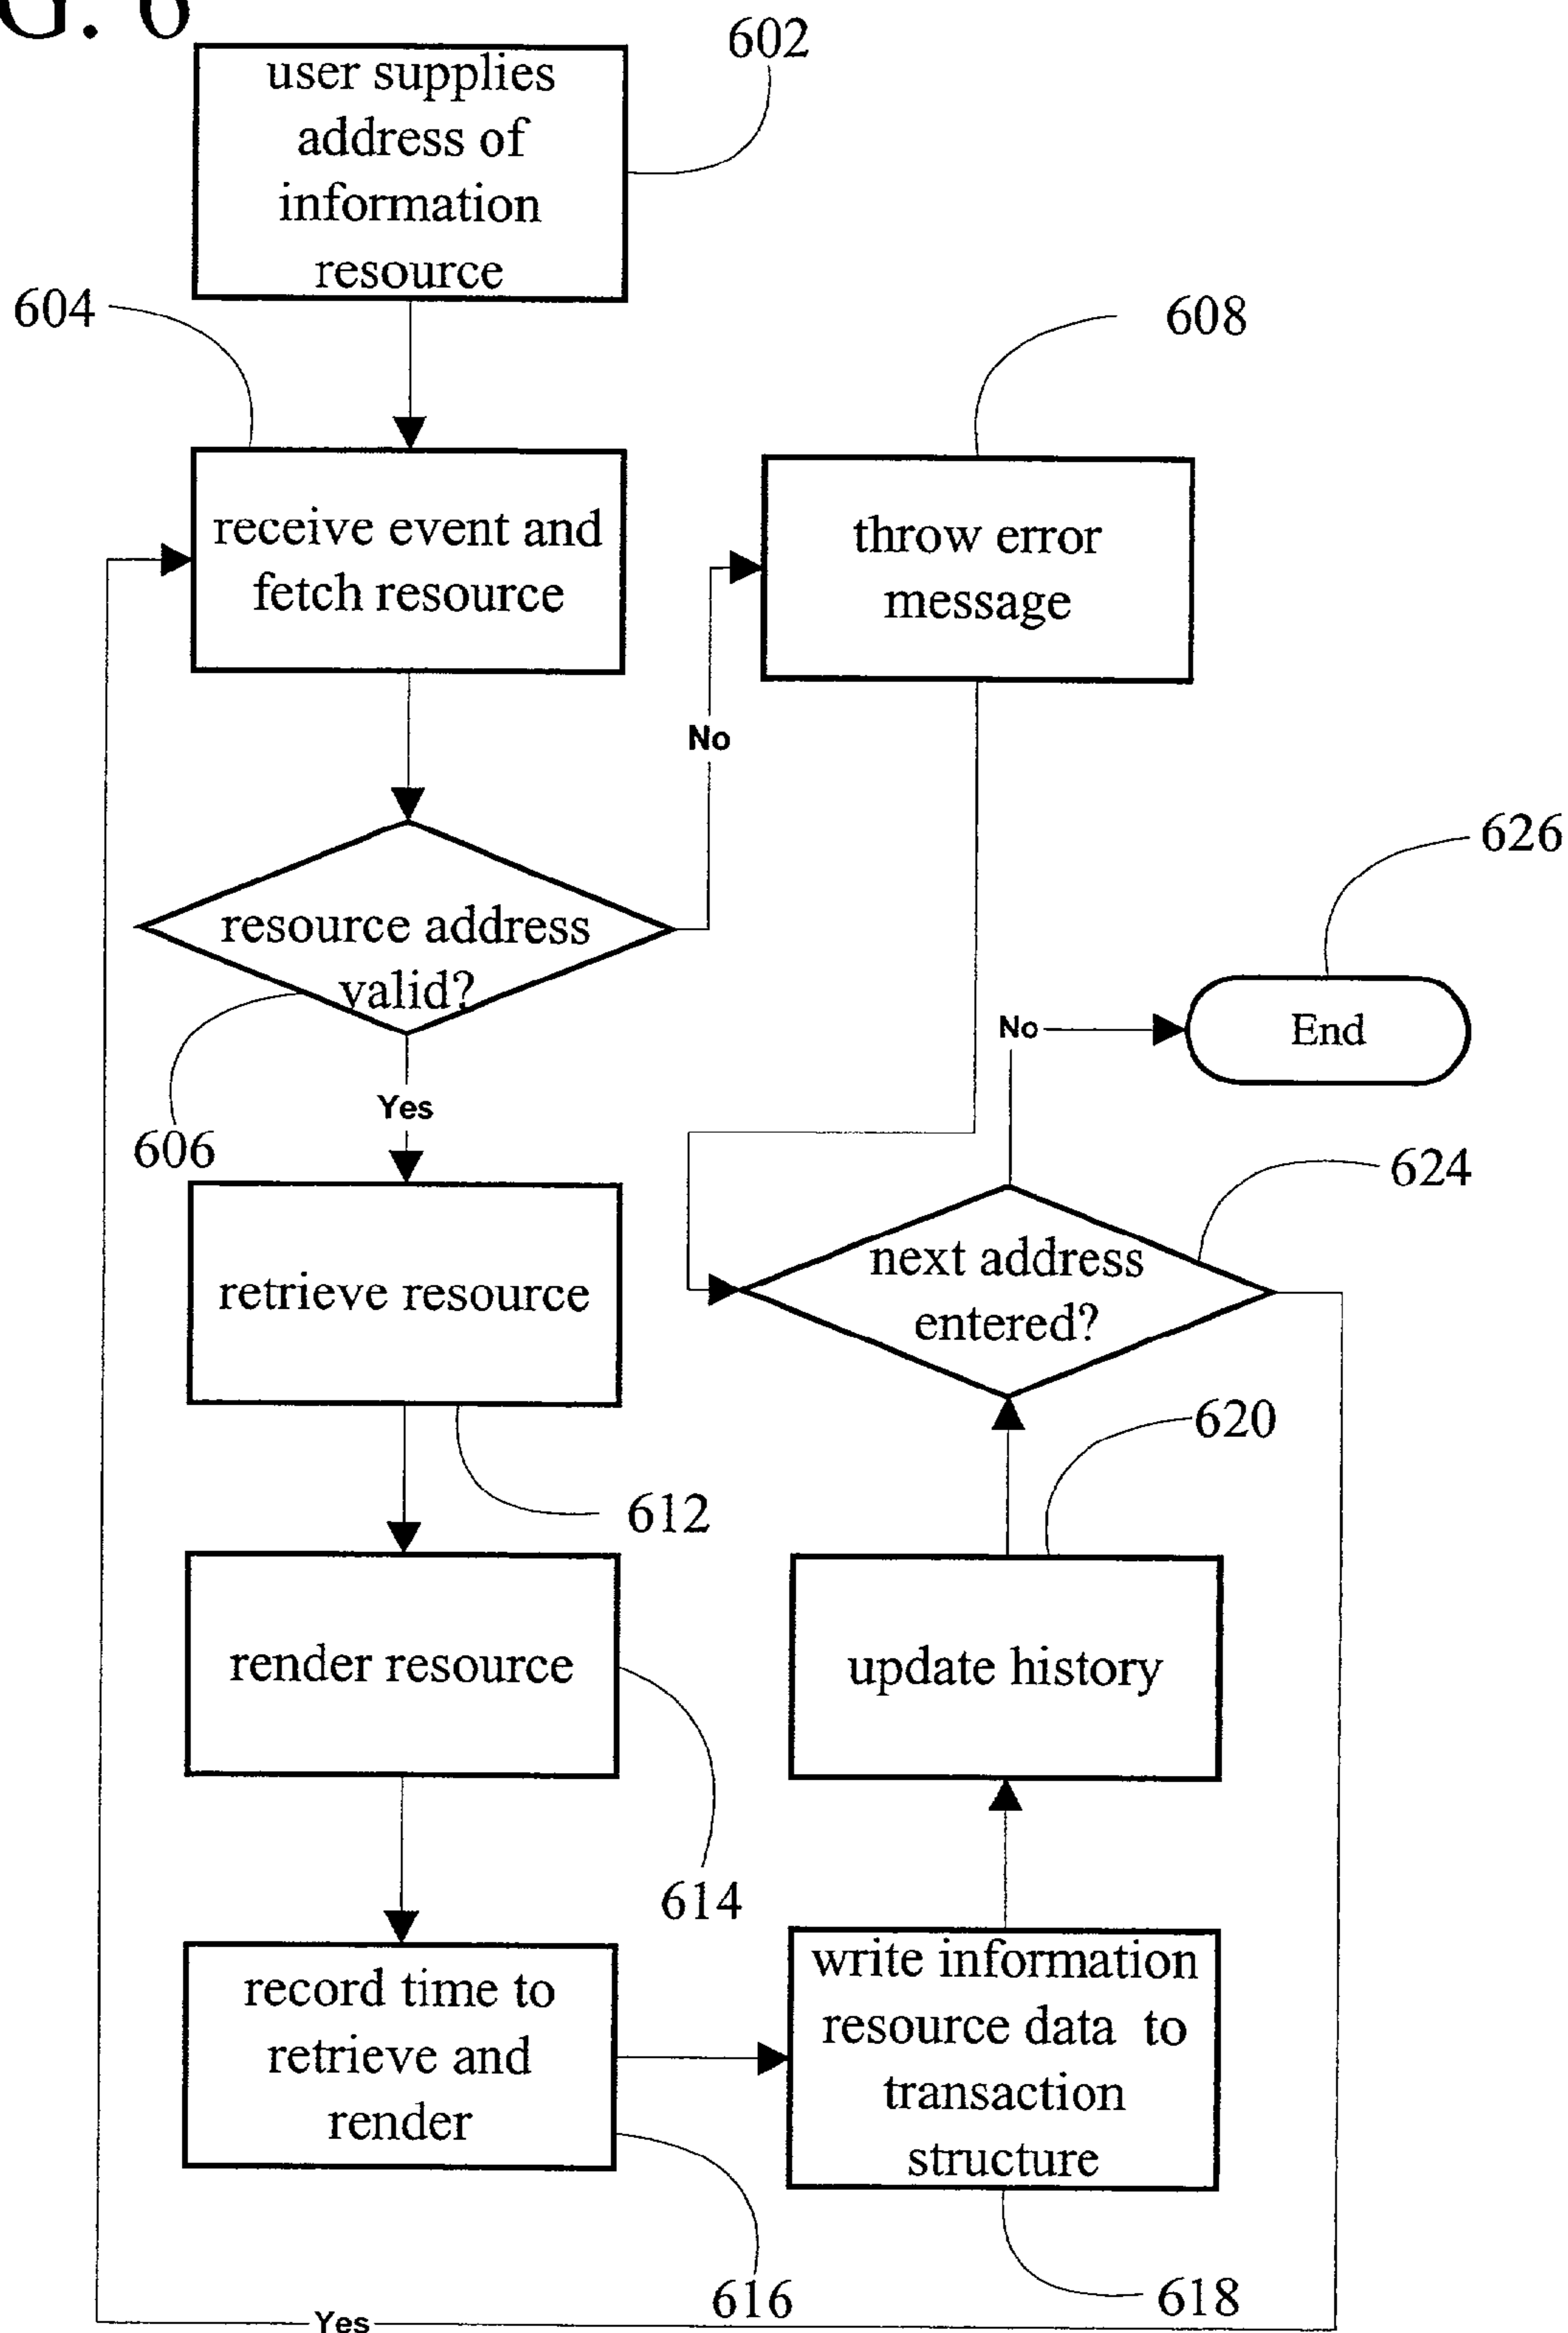 G. 6
602
user supplies
address of
information
resource
604
608
receive event and
fetch resource
throw error
message
No
626
resource address
valid?
No
End
Yes
606
624
next address
entered?
retrieve resource
620
612
render resource
update history
614
write information
resource data to
transaction
structure
record time to
retrieve and
render
616
618
Yes